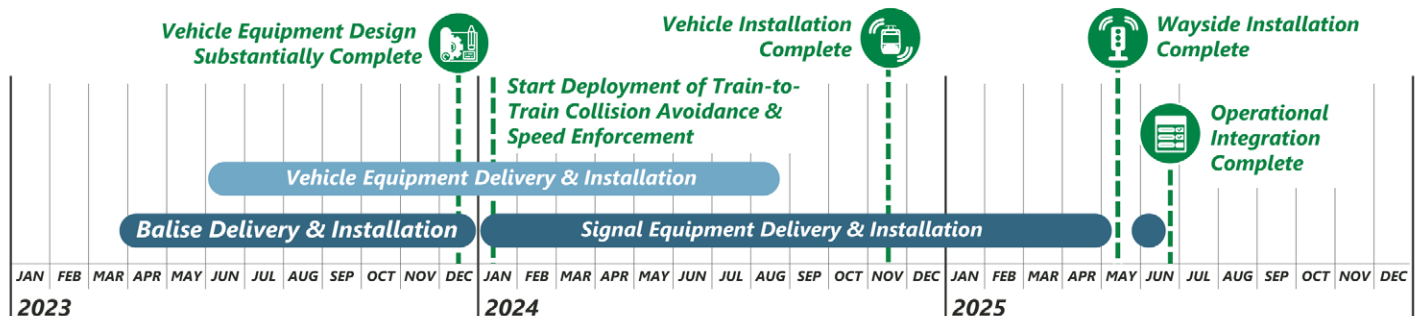 Vehicle Equipment Design
Substantially Complete
Vehicle Installation
Complete
Wayside Installation
Complete
Start Deployment of Train-to-
Train Collision Avoidance &
Speed Enforcement
Operational
Integration
Complete
Vehicle Equipment Delivery & Installation
Balise Delivery & Installation
Signal Equipment Delivery & Installation
JAN FEB MAR APR MAY JUN JUL AUG SEP OCT NOV DEC JAN FEB MAR APR MAY JUN JUL AUG SEP OCT NOV DEC JAN FEB MAR APR MAY JUN JUL AUG SEP OCT NOV DEC
2023 2024 2025